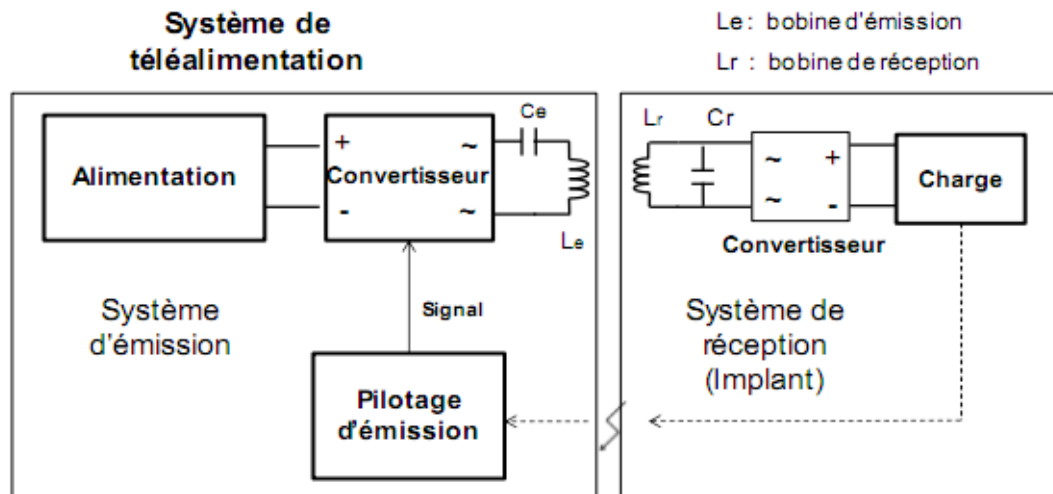 Système de
téléalimentation
Le : bobine d'émission
Lr : bobine de réception
Alimentation
+
-
Convertisseur
~
~
Ce
Le
Signal
Système
d'émission
Pilotage
d'émission
Lr
Cr
~
~
+
-
Convertisseur
Charge
Système de
réception
(Implant)